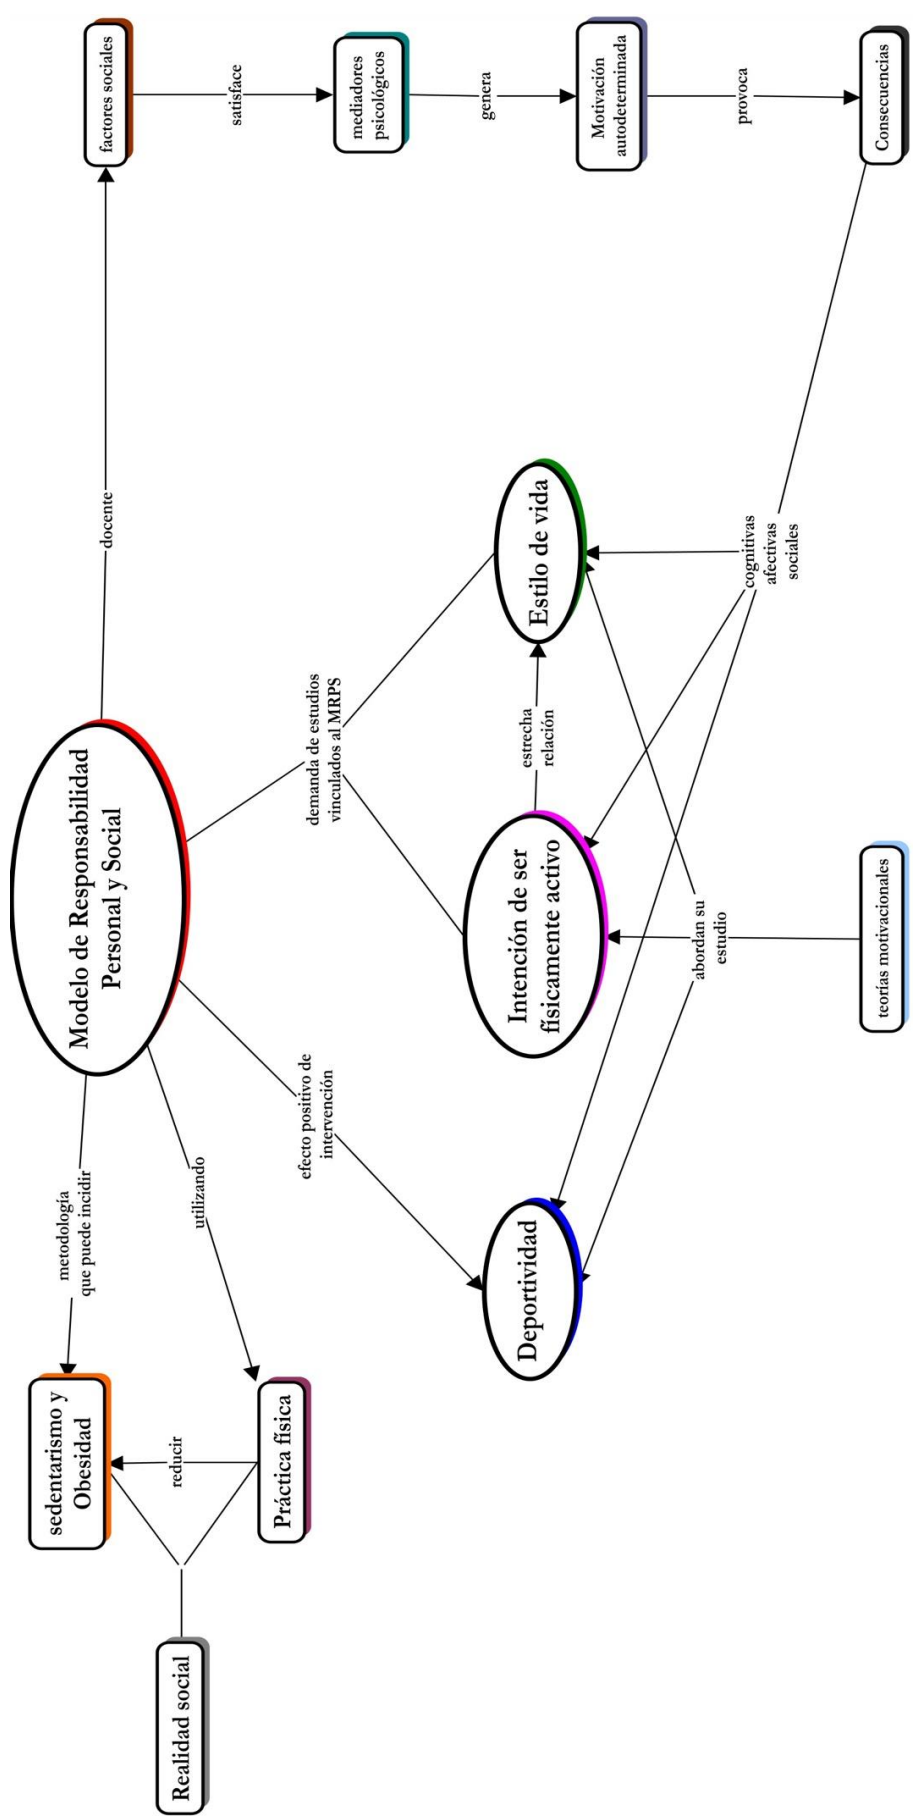 Modelo de Responsabilidad
Personal y Social
metodología
que puede incidir
docente
factores sociales
sedentarismo y
Obesidad
utilizando
reducir
Realidad social
Práctica física
efecto positivo de
intervención
demanda de estudios
vinculados al MRPS
satisface
mediadores
psicológicos
genera
Deportividad
Intención de ser
físicamente activo
estrecha
relación
Estilo de vida
Motivación
autodeterminada
provoca
abordan su
estudio
cognitivas
afectivas
sociales
teorías motivacionales
Consecuencias